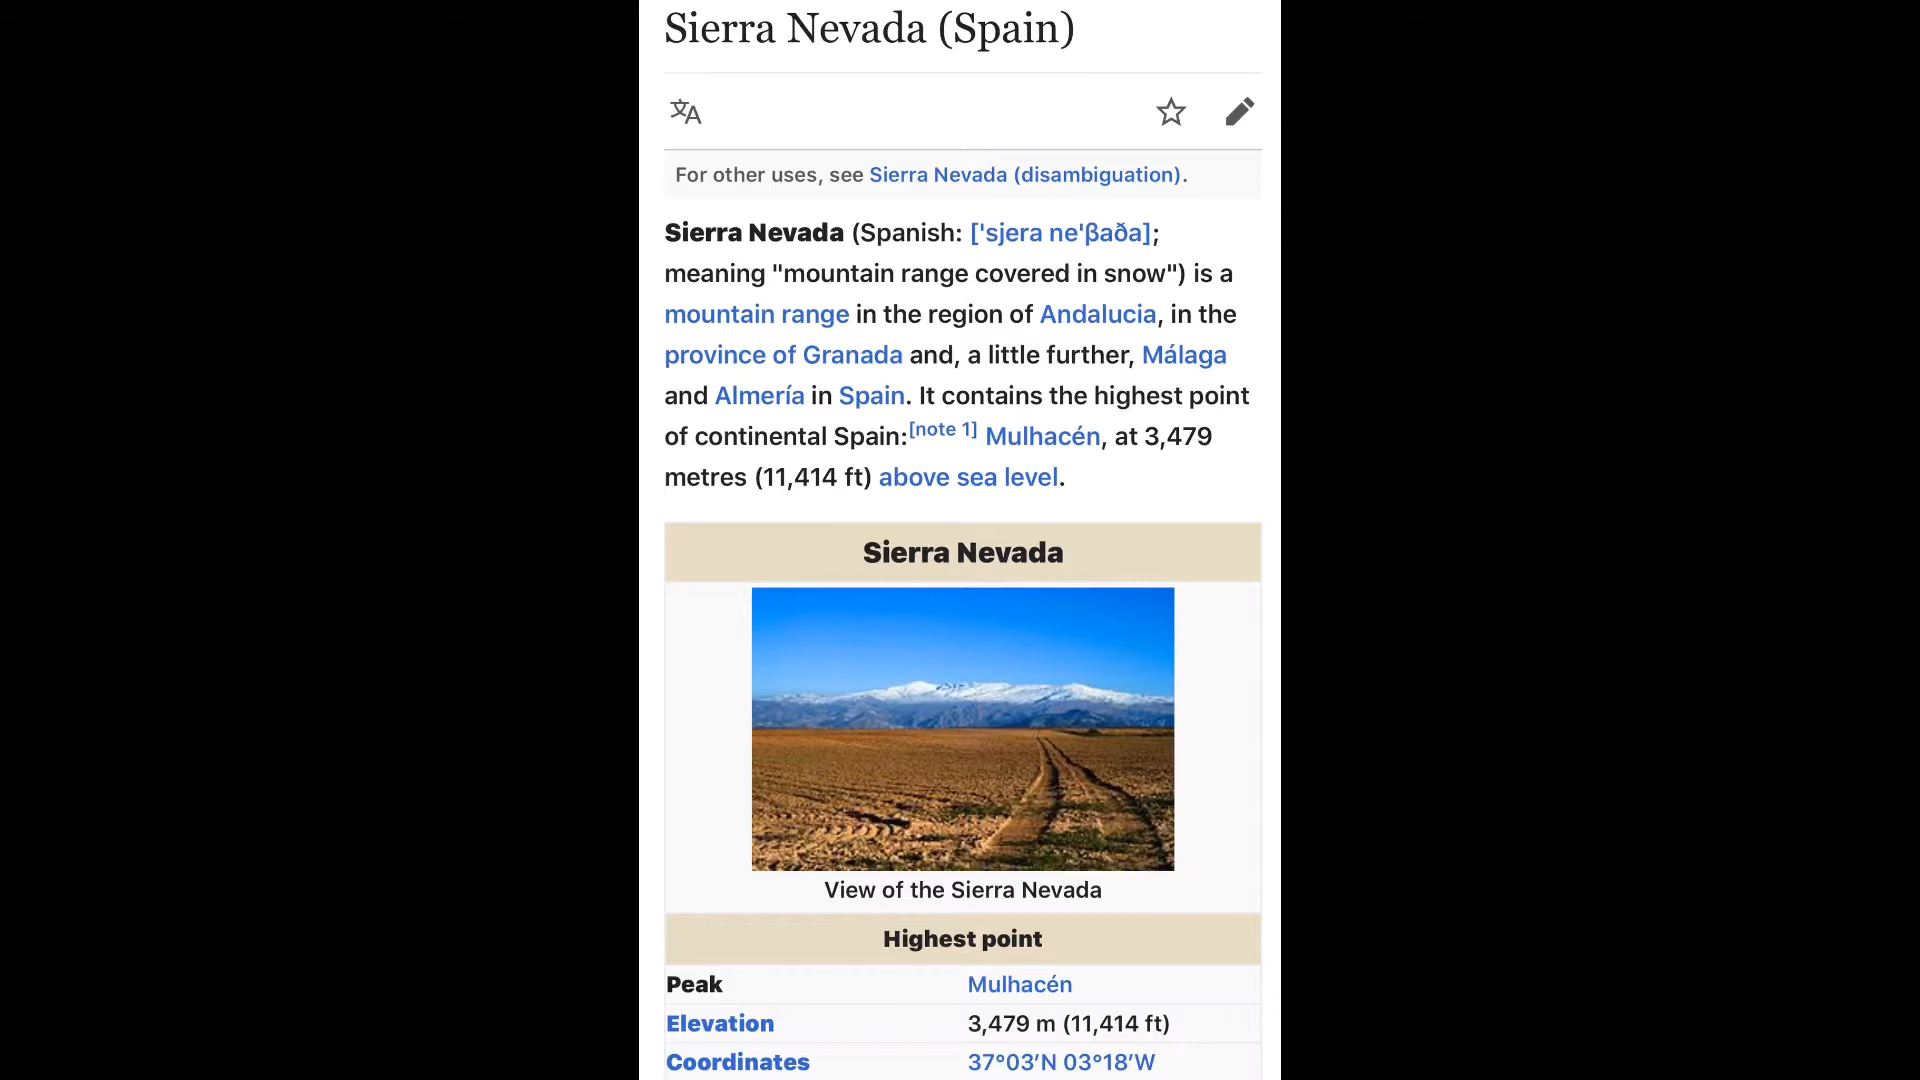 Sierra Nevada (Spain)
For other uses, see Sierra Nevada (disambiguation).
Sierra Nevada (Spanish: ['sjera ne'βaða];
meaning "mountain range covered in snow") is a
mountain range in the region of Andalucia, in the
province of Granada and, a little further, Málaga
and Almería in Spain. It contains the highest point
of continental Spain:[note 1] Mulhacén, at 3,479
metres (11,414 ft) above sea level.
Sierra Nevada
View of the Sierra Nevada
Highest point
Peak Mulhacén
Elevation 3,479 m (11,414 ft)
Coordinates 37°03′N 03°18′W